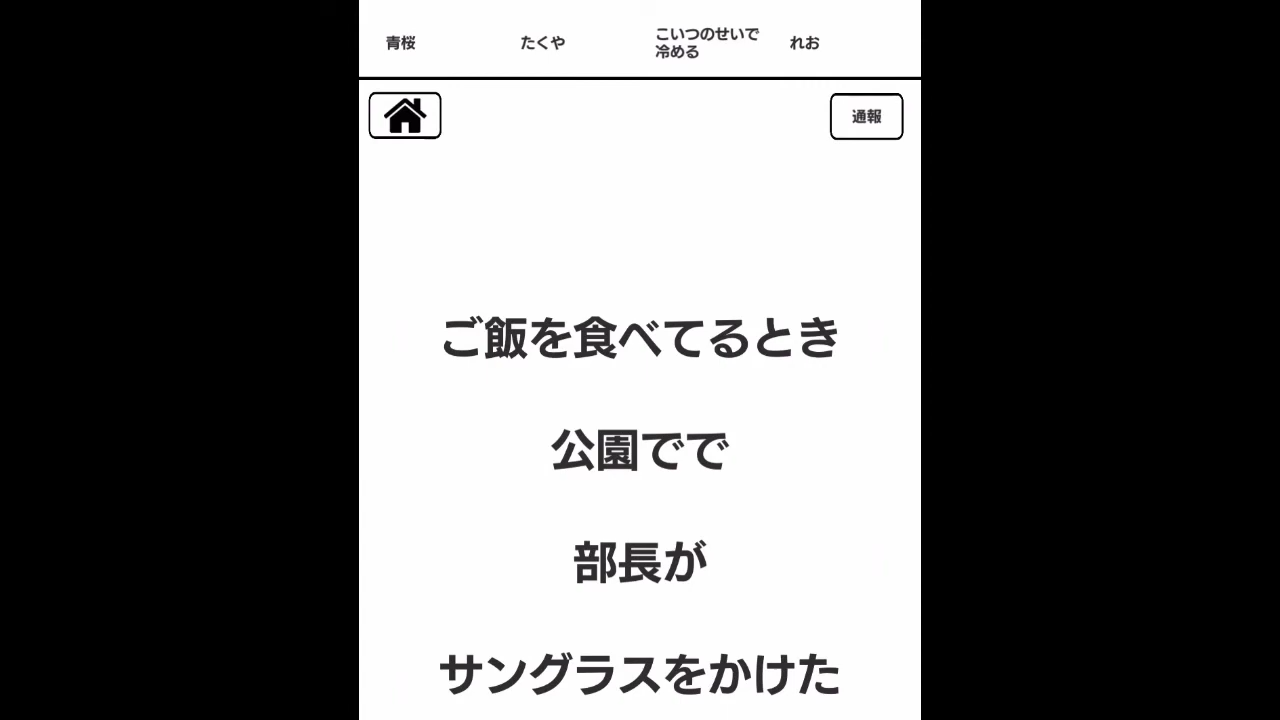 青桜
たくや
こいつのせいで
冷める
れお
通報
ご飯を食べてるとき
公園でで
部長が
サングラスをかけた